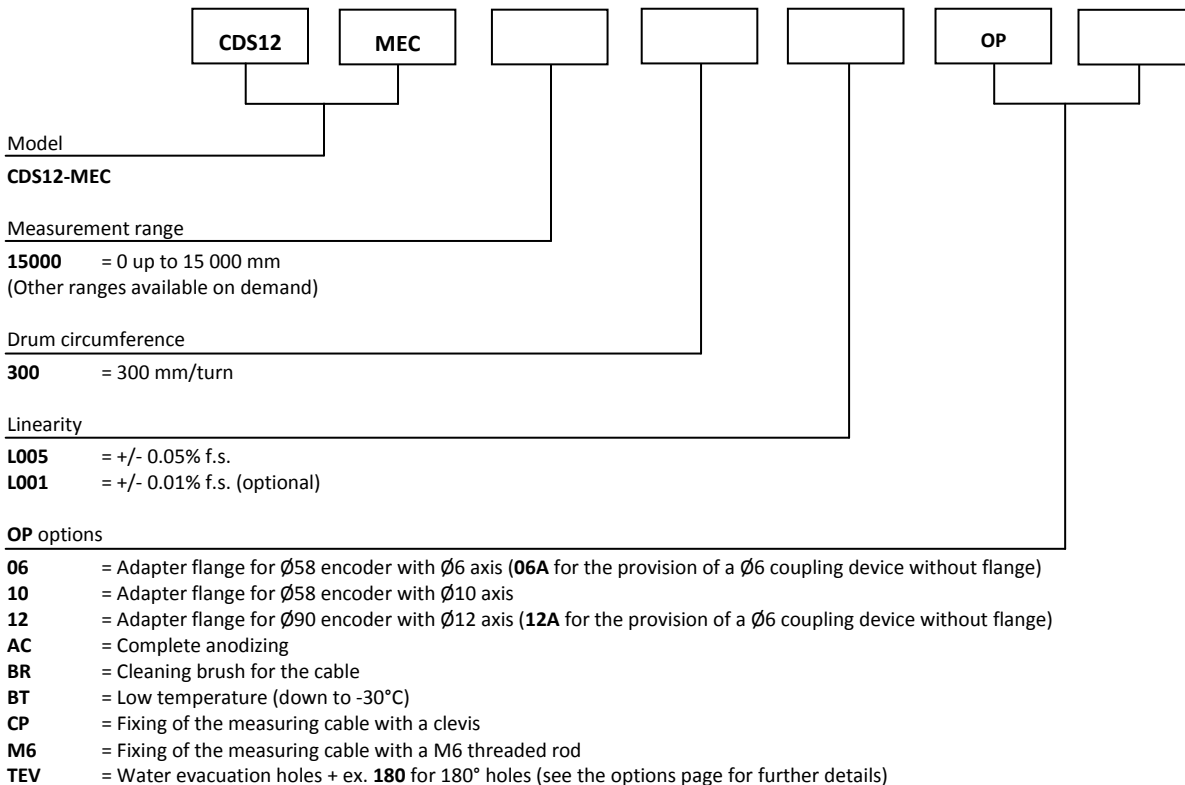 CDS12 MEC OP
Model
CDS12-MEC
Measurement range
15000 = 0 up to 15 000 mm
(Other ranges available on demand)
Drum circumference
300 = 300 mm/turn
Linearity
L005 = +/- 0.05% f.s.
L001 = +/- 0.01% f.s. (optional)
OP options
06 = Adapter flange for Ø58 encoder with Ø6 axis (06A for the provision of a Ø6 coupling device without flange)
10 = Adapter flange for Ø58 encoder with Ø10 axis
12 = Adapter flange for Ø90 encoder with Ø12 axis (12A for the provision of a Ø6 coupling device without flange)
AC = Complete anodizing
BR = Cleaning brush for the cable
BT = Low temperature (down to -30°C)
CP = Fixing of the measuring cable with a clevis
M6 = Fixing of the measuring cable with a M6 threaded rod
TEV = Water evacuation holes + ex. 180 for 180° holes (see the options page for further details)